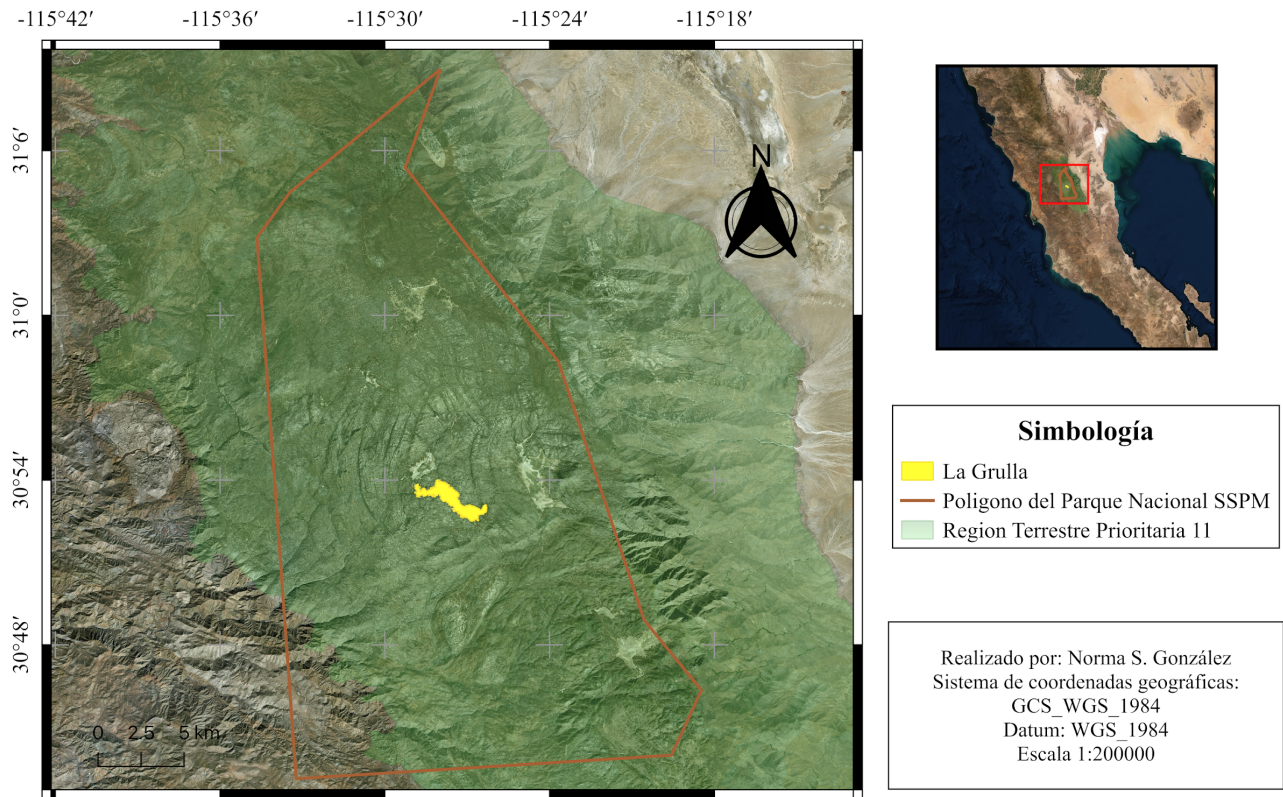 -115°42′ -115°36′ -115°30′ -115°24′ -115°18′
31°6′
31°0′
30°54′
30°48′
N
0 2.5 5 km
Simbología
La Grulla
Poligono del Parque Nacional SSPM
Region Terrestre Prioritaria 11
Realizado por: Norma S. González
Sistema de coordenadas geográficas:
GCS_WGS_1984
Datum: WGS_1984
Escala 1:200000